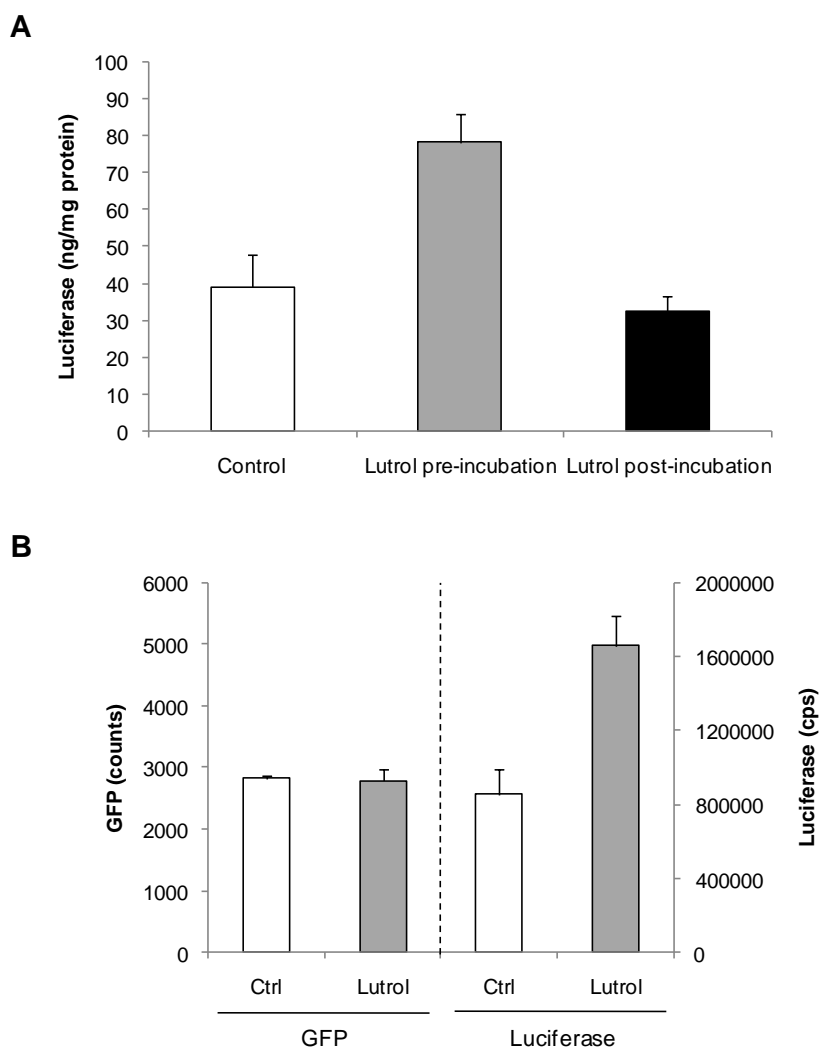 A
Luciferase (ng/mg protein)
100
90
80
70
60
50
40
30
20
10
0
Control
Lutrol pre-incubation
Lutrol post-incubation
B
GFP (counts)
6000
5000
4000
3000
2000
1000
0
2000000
1600000
1200000
800000
400000
0
Luciferase (cps)
Ctrl
Lutrol
Ctrl
Lutrol
GFP
Luciferase